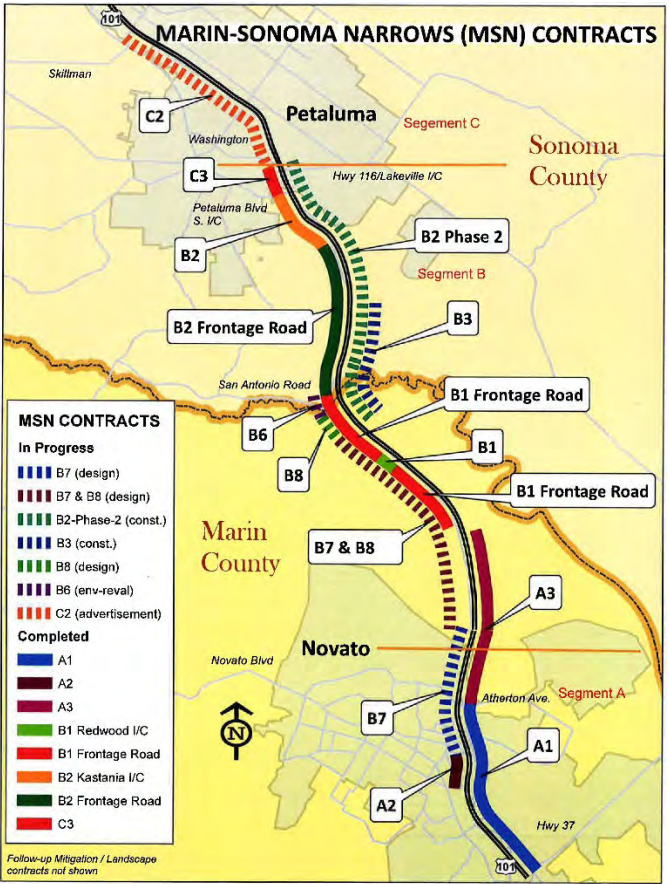 101
MARIN-SONOMA NARROWS (MSN) CONTRACTS
Skillman
C2
Petaluma
Segement C
Washington
Sonoma
County
C3
Hwy 116/Lakeville I/C
Petaluma Blvd
S. I/C
B2
B2 Phase 2
Segment B
B2 Frontage Road
B3
San Antonio Road
B1 Frontage Road
B6
B1
B8
B1 Frontage Road
Marin
County
B7 & B8
A3
Novato
Novato Blvd
Atherton Ave.
Segment A
B7
N
A1
A2
Hwy 37
101
MSN CONTRACTS
In Progress
B7 (design)
B7 & B8 (design)
B2-Phase-2 (const.)
B3 (const.)
B8 (design)
B6 (env-reval)
C2 (advertisement)
Completed
A1
A2
A3
B1 Redwood I/C
B1 Frontage Road
B2 Kastania I/C
B2 Frontage Road
C3
Follow-up Mitigation / Landscape
contracts not shown